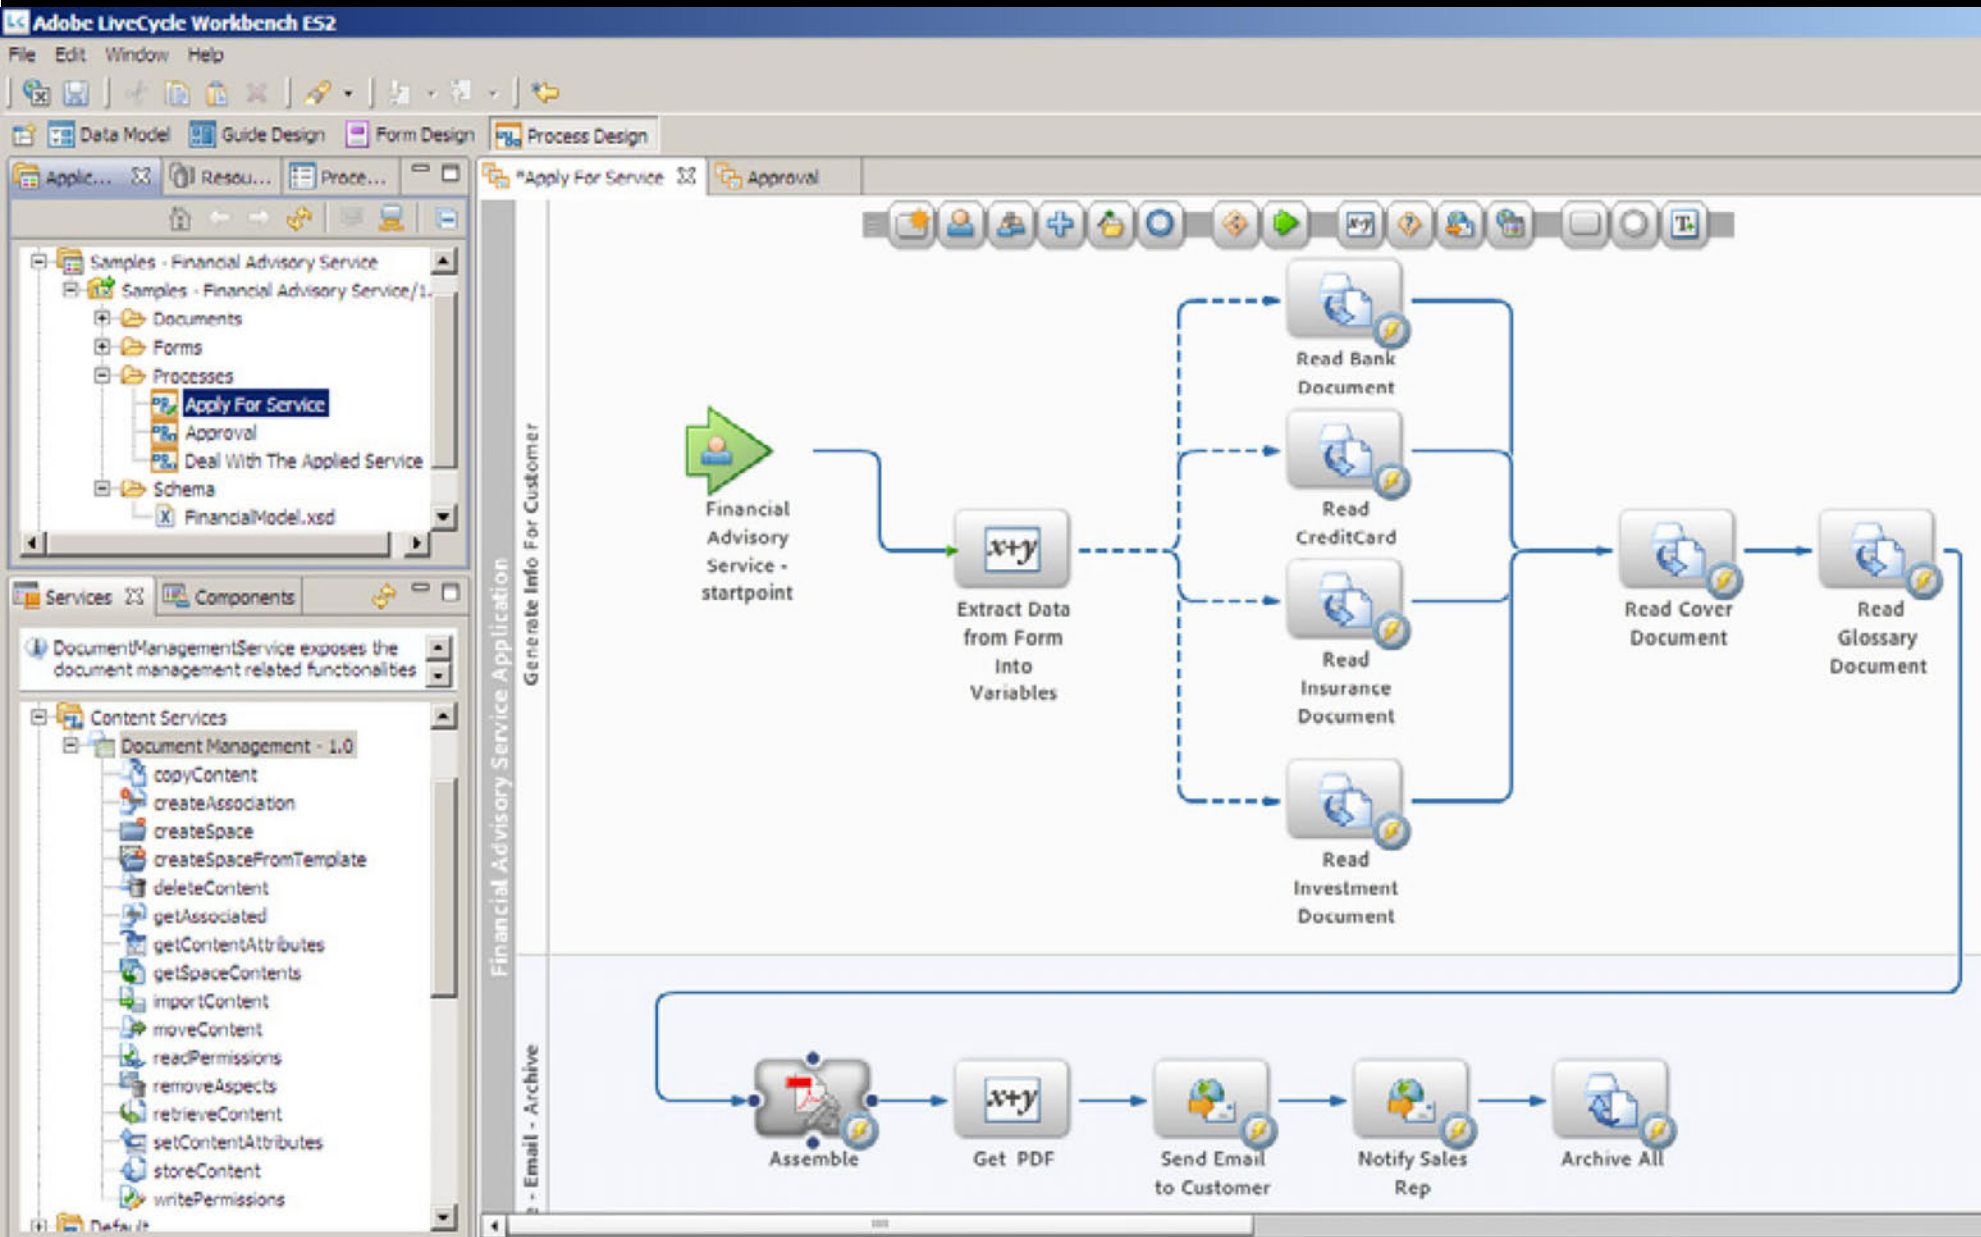 Adobe LiveCycle Workbench ES2
File Edit Window Help
Data Model Guide Design Form Design Process Design
Applic... Resou... Proce...
Samples - Financial Advisory Service
Samples - Financial Advisory Service/1.
Documents
Forms
Processes
Apply For Service
Approval
Deal With The Applied Service
Schema
FinancialModel.xsd
Services Components
DocumentManagementService exposes the
document management related functionalities
Content Services
Document Management - 1.0
copyContent
createAssociation
createSpace
createSpaceFromTemplate
deleteContent
getAssociated
getContentAttributes
getSpaceContents
importContent
moveContent
readPermissions
removeAspects
retrieveContent
setContentAttributes
storeContent
writePermissions
Default
*Apply For Service Approval
Financial Advisory Service Application
Generate Info For Customer
- Email - Archive
Financial
Advisory
Service -
startpoint
x+y
Extract Data
from Form
Into
Variables
Read Bank
Document
Read
CreditCard
Read
Insurance
Document
Read
Investment
Document
Read Cover
Document
Read
Glossary
Document
Assemble
x+y
Get PDF
Send Email
to Customer
Notify Sales
Rep
Archive All